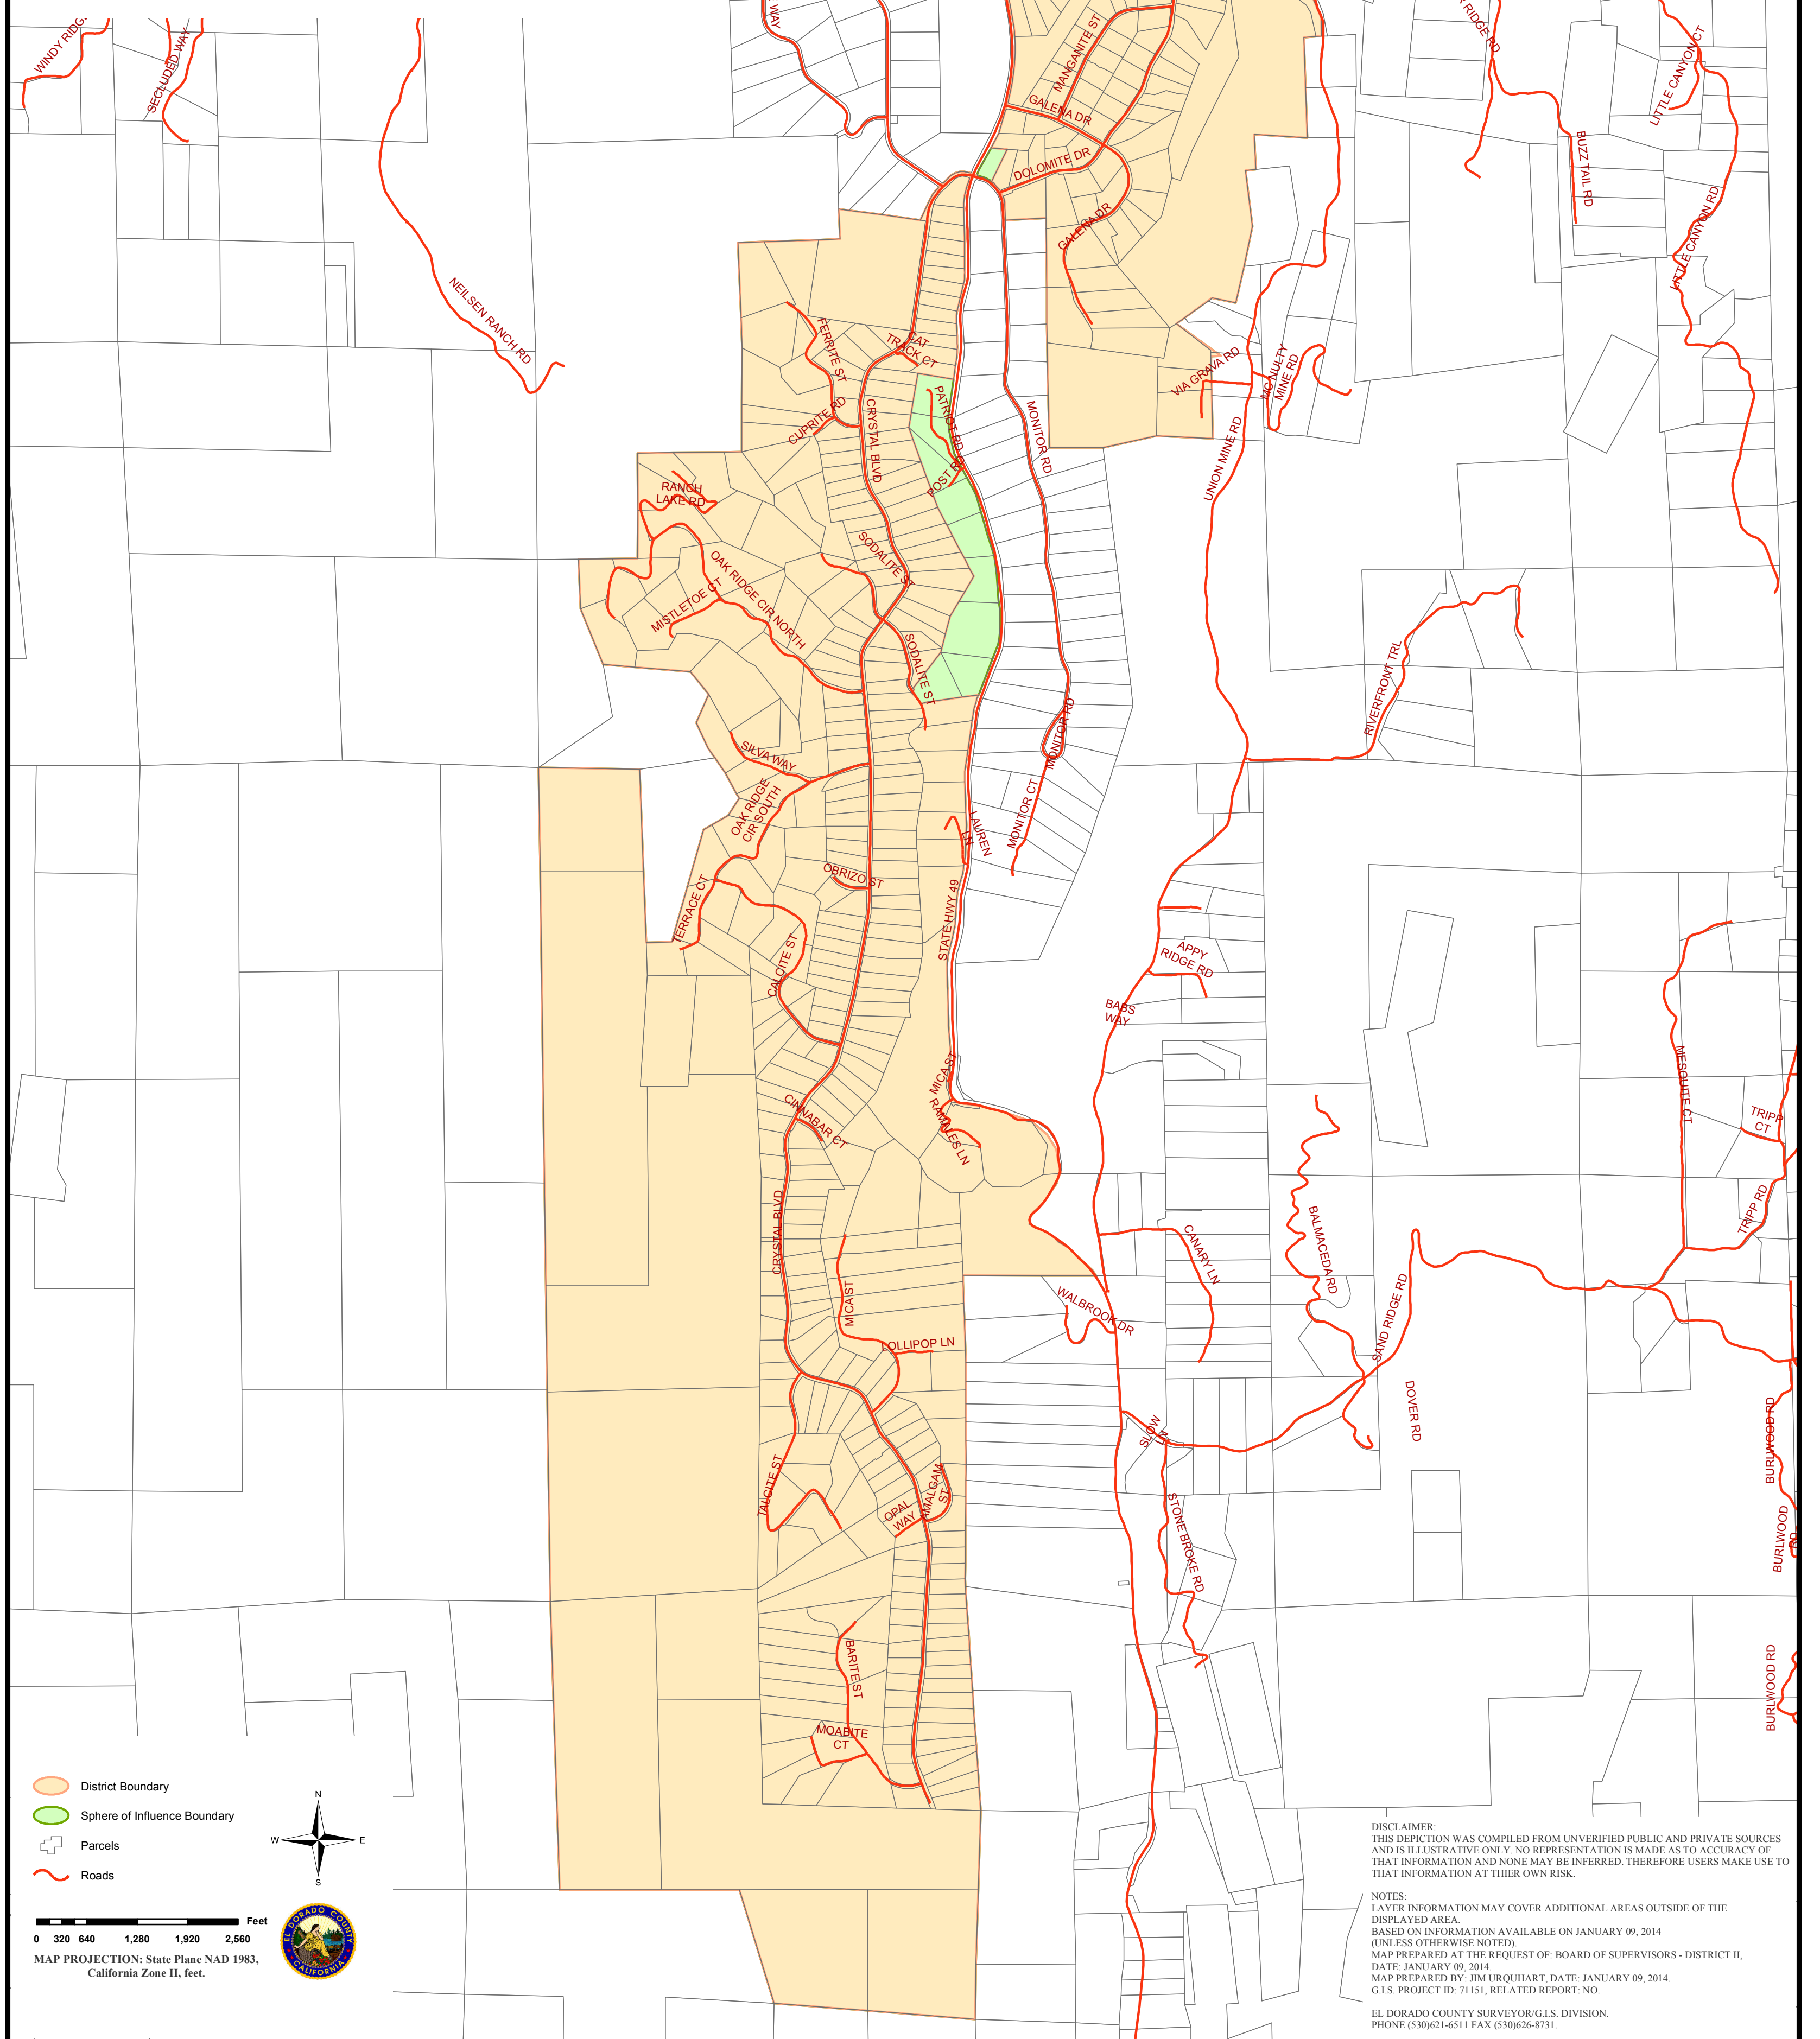 WAY
MANGANITE ST
LITTLE CANYON CT
SECLUDED WAY
GALENA DR
DOLOMITE DR
BUZZ TAIL RD
GALENA DR
LITTLE CANYON RD
LITTLE CANYON RD
NEILSEN RANCH RD
FERRITE ST
CAT
TRACK CT
VIA GRAVA RD
MCNULTY
MINE RD
PATRIOT RD
CUPRITE RD
CRYSTAL BLVD
MONITOR RD
UNION MINE RD
POST RD
RANCH
LAKE RD
SODALITE ST
OAK RIDGE CIR NORTH
MISTLETOE CT
SODALITE ST
RIVERFRONT TRL
MONITOR RD
SILVA WAY
OAK RIDGE
CIR SOUTH
LAUREN
LN
MONITOR CT
OBRIZO ST
TERRACE CT
STATE HWY 49
CALCITE ST
APPY
RIDGE RD
BABS
WAY
MICA ST
MESQUITE CT
CINNABAR CT
RAMALES LN
TRIPP
CT
CRYSTAL BLVD
TRIPP RD
CANARY LN
BALMACEDA RD
MICA ST
WALBROOK DR
SAND RIDGE RD
LOLLIPOP LN
DOVER RD
BURLWOOD RD
SLOW
LN
TALCITE ST
AMALGAM
ST
OPAL
WAY
STONE BROKE RD
BURLWOOD
RD
BARITE ST
BURLWOOD RD
MOABITE
CT
District Boundary
Sphere of Influence Boundary
Parcels
Roads
N
W
E
S
Feet
0 320 640 1,280 1,920 2,560
MAP PROJECTION: State Plane NAD 1983,
California Zone II, feet.
EL DORADO COUNTY
CALIFORNIA
DISCLAIMER:
THIS DEPICTION WAS COMPILED FROM UNVERIFIED PUBLIC AND PRIVATE SOURCES
AND IS ILLUSTRATIVE ONLY. NO REPRESENTATION IS MADE AS TO ACCURACY OF
THAT INFORMATION AND NONE MAY BE INFERRED. THEREFORE USERS MAKE USE TO
THAT INFORMATION AT THIER OWN RISK.
NOTES:
LAYER INFORMATION MAY COVER ADDITIONAL AREAS OUTSIDE OF THE
DISPLAYED AREA.
BASED ON INFORMATION AVAILABLE ON JANUARY 09, 2014
(UNLESS OTHERWISE NOTED).
MAP PREPARED AT THE REQUEST OF: BOARD OF SUPERVISORS - DISTRICT II,
DATE: JANUARY 09, 2014.
MAP PREPARED BY: JIM URQUHART, DATE: JANUARY 09, 2014.
G.I.S. PROJECT ID: 71151, RELATED REPORT: NO.
EL DORADO COUNTY SURVEYOR/G.I.S. DIVISION.
PHONE (530)621-6511 FAX (530)626-8731.